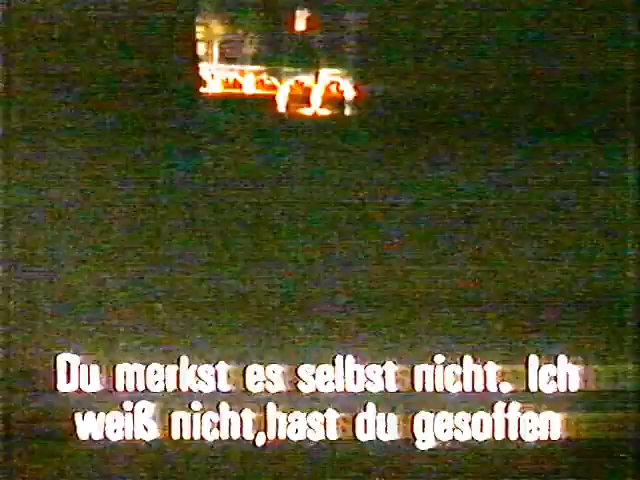 Du merkst es selbst nicht. Ich
weiß nicht,hast du gesoffen